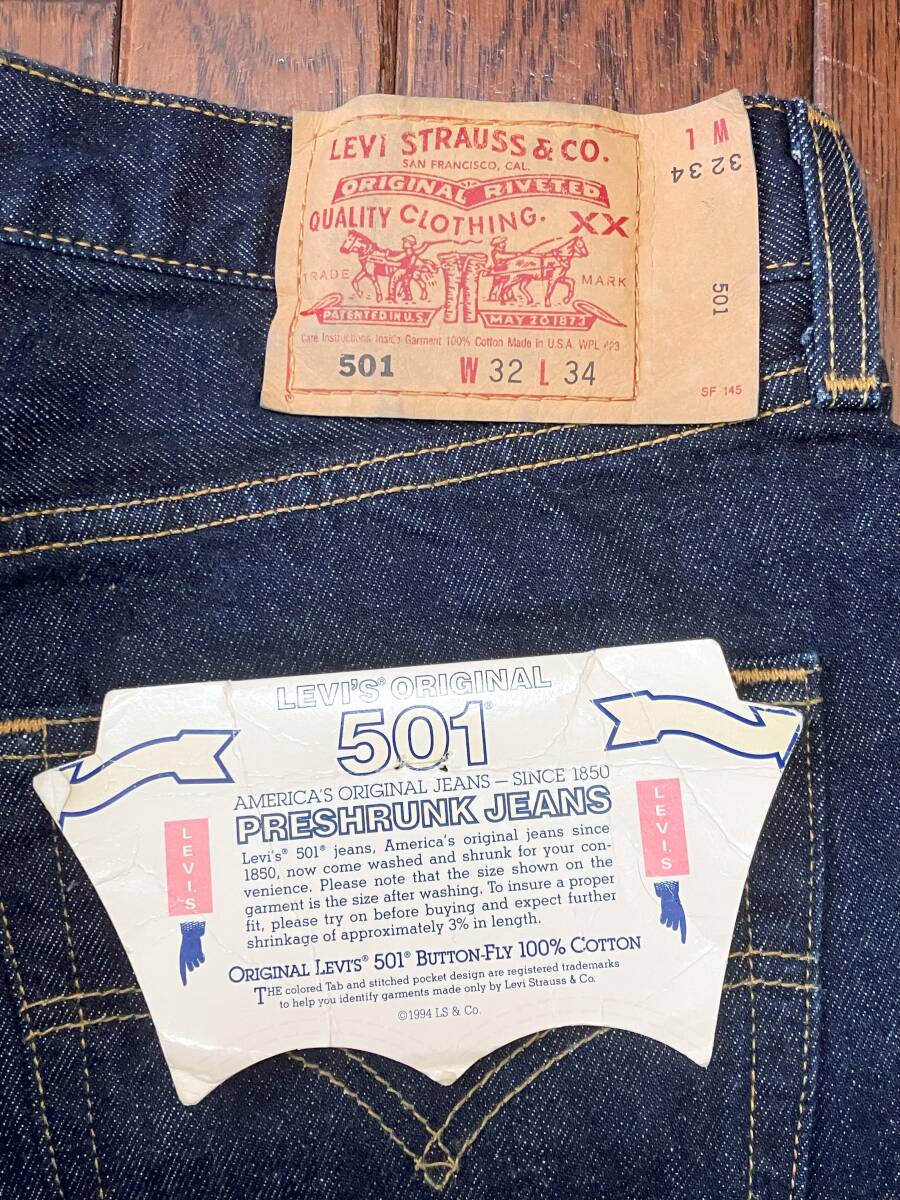 LEVI STRAUSS & CO.
SAN FRANCISCO, CAL.
ORIGINAL RIVETED
QUALITY CLOTHING. XX
TRADE MARK
PATENTED IN U.S. MAY 20 1873
Care Instructions Inside Garment 100% Cotton Made in U.S.A. WPL 423
501 W 32 L 34
W L
32 34
501
SF 145
LEVI'S® ORIGINAL
501®
AMERICA'S ORIGINAL JEANS — SINCE 1850
PRESHRUNK JEANS
Levi's® 501® jeans, America's original jeans since
1850, now come washed and shrunk for your con-
venience. Please note that the size shown on the
garment is the size after washing. To insure a proper
fit, please try on before buying and expect further
shrinkage of approximately 3% in length.
ORIGINAL LEVI'S® 501® BUTTON-FLY 100% COTTON
THE colored Tab and stitched pocket design are registered trademarks
to help you identify garments made only by Levi Strauss & Co.
©1994 LS & Co.
LEVI'S
LEVI'S